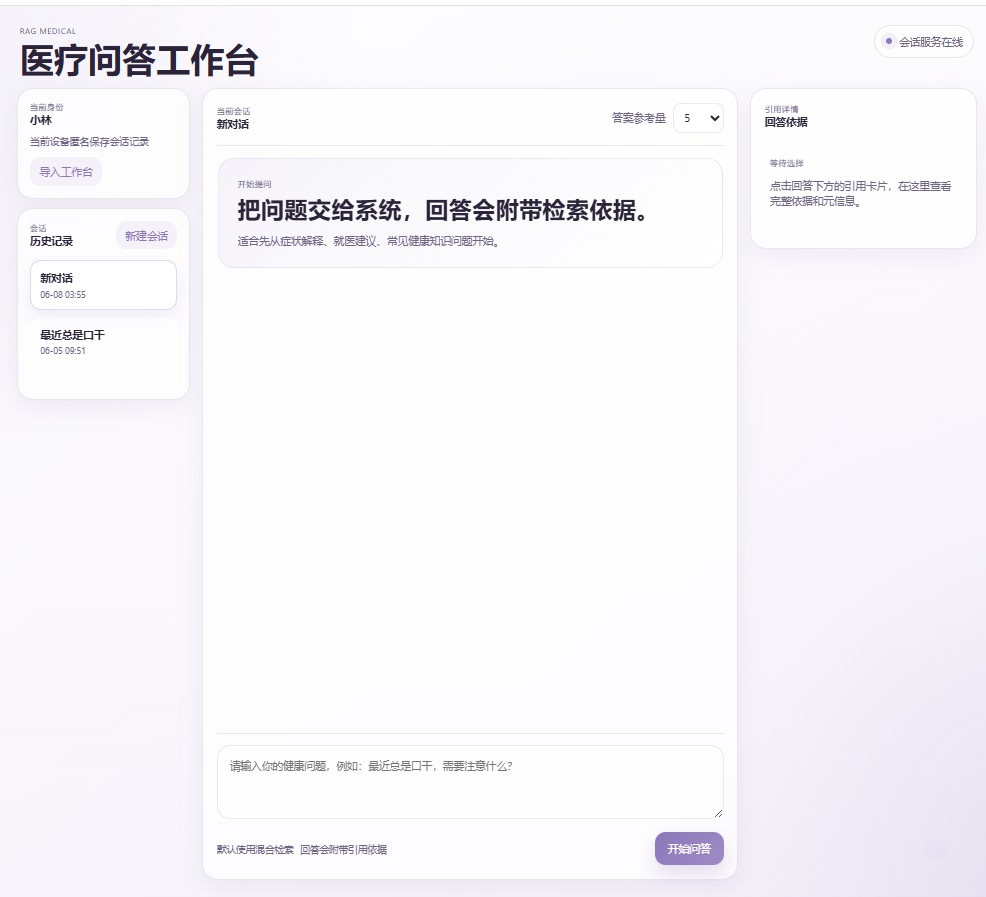 RAG MEDICAL
医疗问答工作台
会话服务在线
当前身份
小林
当前设备匿名保存会话记录
导入工作台
会话
历史记录
新建会话
新对话
06-08 03:55
最近总是口干
06-05 09:51
当前会话
新对话
答案参考量
5
开始提问
把问题交给系统，回答会附带检索依据。
适合先从症状解释、就医建议、常见健康知识问题开始。
请输入你的健康问题，例如：最近总是口干，需要注意什么？
默认使用混合检索 回答会附带引用依据
开始问答
引用详情
回答依据
等待选择
点击回答下方的引用卡片，在这里查看
完整依据和元信息。